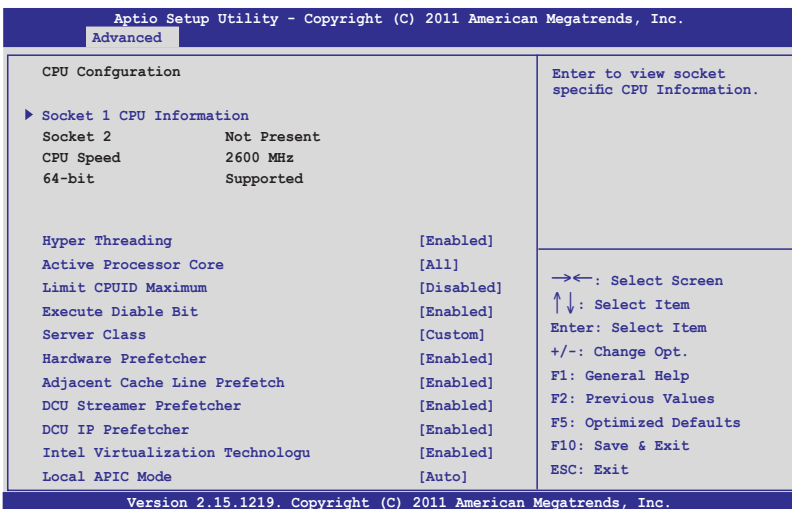 Aptio Setup Utility - Copyright (C) 2011 American Megatrends, Inc.
Advanced
CPU Confguration
Socket 1 CPU Information
Socket 2 Not Present
CPU Speed 2600 MHz
64-bit Supported
Hyper Threading [Enabled]
Active Processor Core [All]
Limit CPUID Maximum [Disabled]
Execute Diable Bit [Enabled]
Server Class [Custom]
Hardware Prefetcher [Enabled]
Adjacent Cache Line Prefetch [Enabled]
DCU Streamer Prefetcher [Enabled]
DCU IP Prefetcher [Enabled]
Intel Virtualization Technologu [Enabled]
Local APIC Mode [Auto]
Enter to view socket
specific CPU Information.
→←: Select Screen
↑↓: Select Item
Enter: Select Item
+/-: Change Opt.
F1: General Help
F2: Previous Values
F5: Optimized Defaults
F10: Save & Exit
ESC: Exit
Version 2.15.1219. Copyright (C) 2011 American Megatrends, Inc.